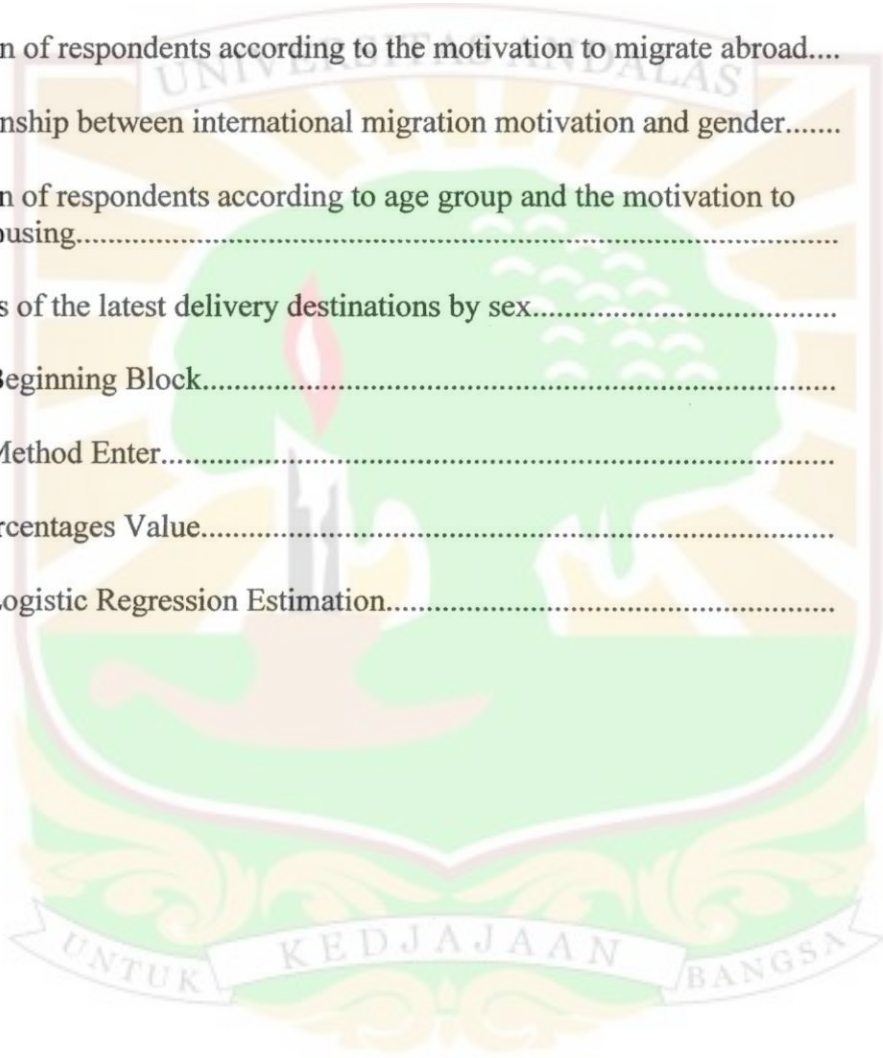 n of respondents according to the motivation to migrate abroad....
UNIVERSITAS ANDALAS
nship between international migration motivation and gender.......
n of respondents according to age group and the motivation to
ousing..........................................................................................
s of the latest delivery destinations by sex.....................................
Beginning Block............................................................................
Method Enter................................................................................
rcentages Value............................................................................
Logistic Regression Estimation......................................................
UNTUK KEDJAJAAN BANGSA